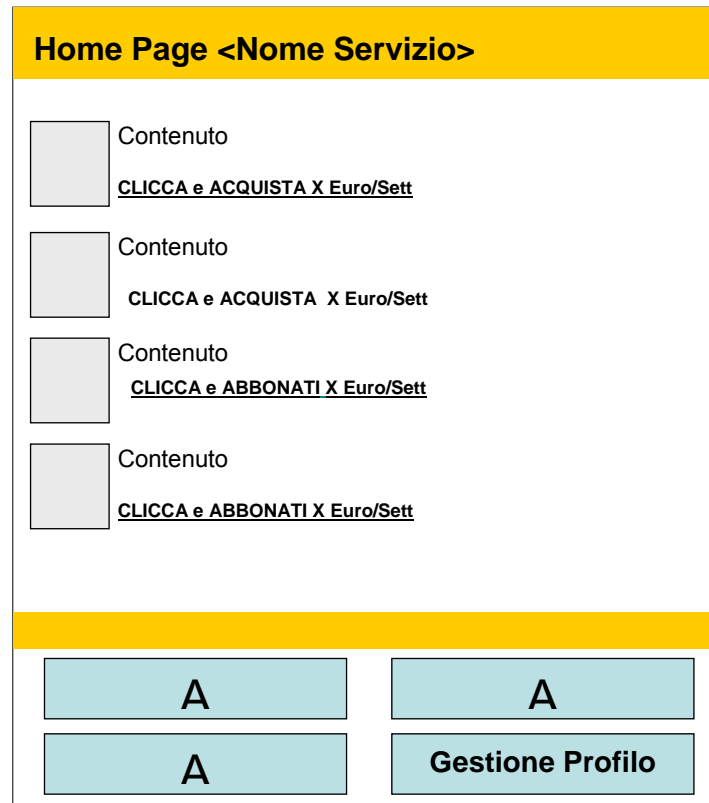 Home Page <Nome Servizio>
Contenuto
CLICCA e ACQUISTA X Euro/Sett
Contenuto
CLICCA e ACQUISTA X Euro/Sett
Contenuto
CLICCA e ABBONATI X Euro/Sett
Contenuto
CLICCA e ABBONATI X Euro/Sett
A A
A Gestione Profilo